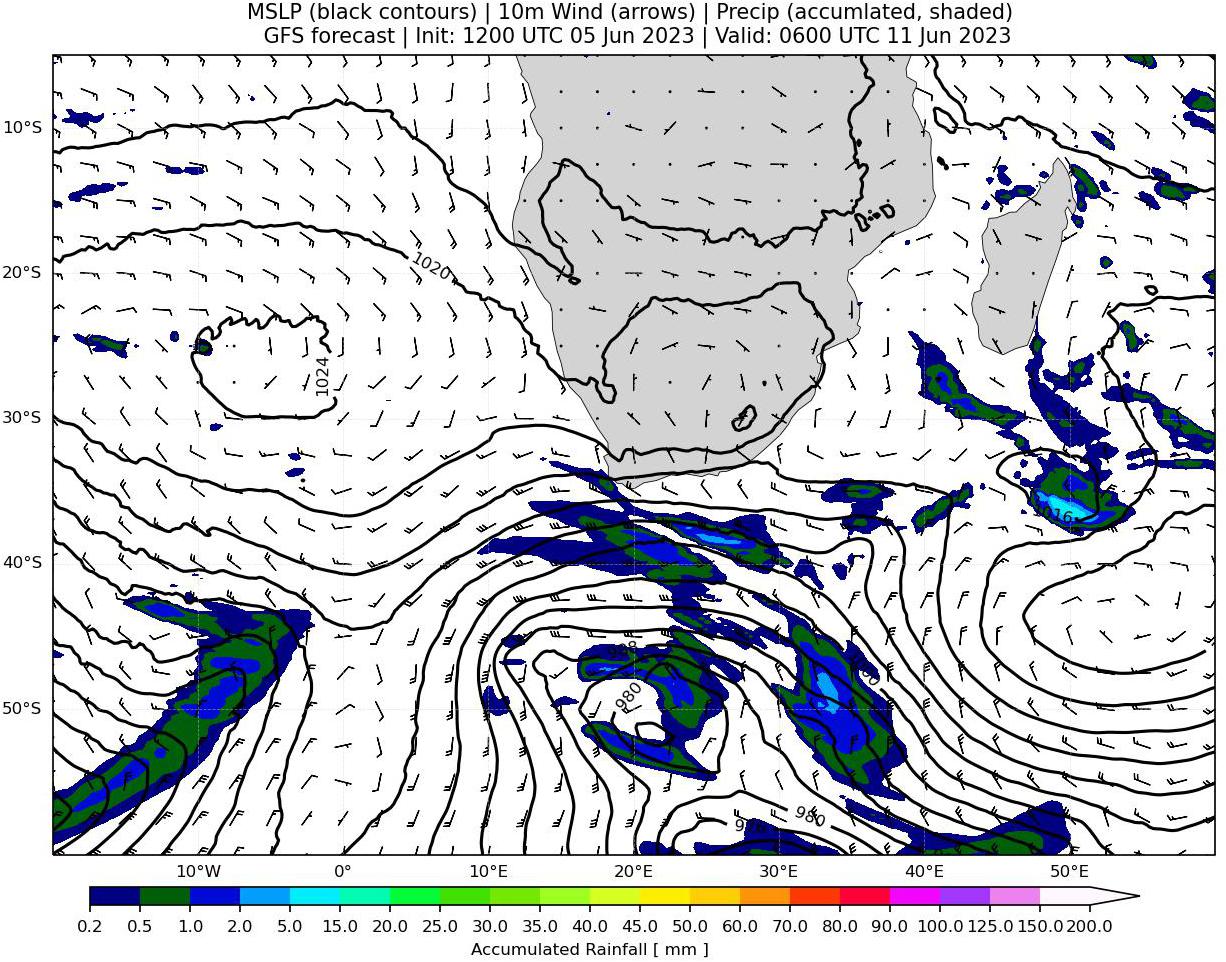 MSLP (black contours) | 10m Wind (arrows) | Precip (accumlated, shaded)
GFS forecast | Init: 1200 UTC 05 Jun 2023 | Valid: 0600 UTC 11 Jun 2023
10°S
20°S
30°S
40°S
50°S
1020
1024
1016
988
980
980
10°W 0° 10°E 20°E 30°E 40°E 50°E
0.2 0.5 1.0 2.0 5.0 10.0 15.0 20.0 25.0 30.0 35.0 40.0 45.0 50.0 60.0 70.0 80.0 90.0 100.0 125.0 150.0 200.0
Accumulated Rainfall [ mm ]